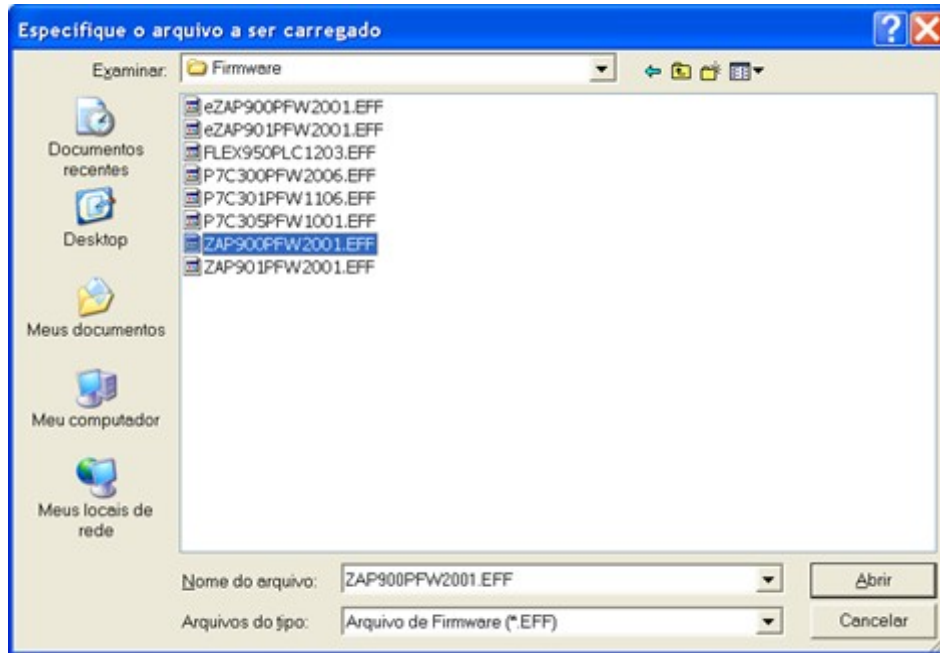 Especifique o arquivo a ser carregado
Examinar: Firmware
Documentos recentes
Desktop
Meus documentos
Meu computador
Meus locais de rede
eZAP900PFW2001.EFF
eZAP901PFW2001.EFF
FLEX950PLC1203.EFF
P7C300PFW2006.EFF
P7C301PFW1106.EFF
P7C305PFW1001.EFF
ZAP900PFW2001.EFF
ZAP901PFW2001.EFF
Nome do arquivo: ZAP900PFW2001.EFF Abrir
Arquivos do tipo: Arquivo de Firmware (*.EFF) Cancelar